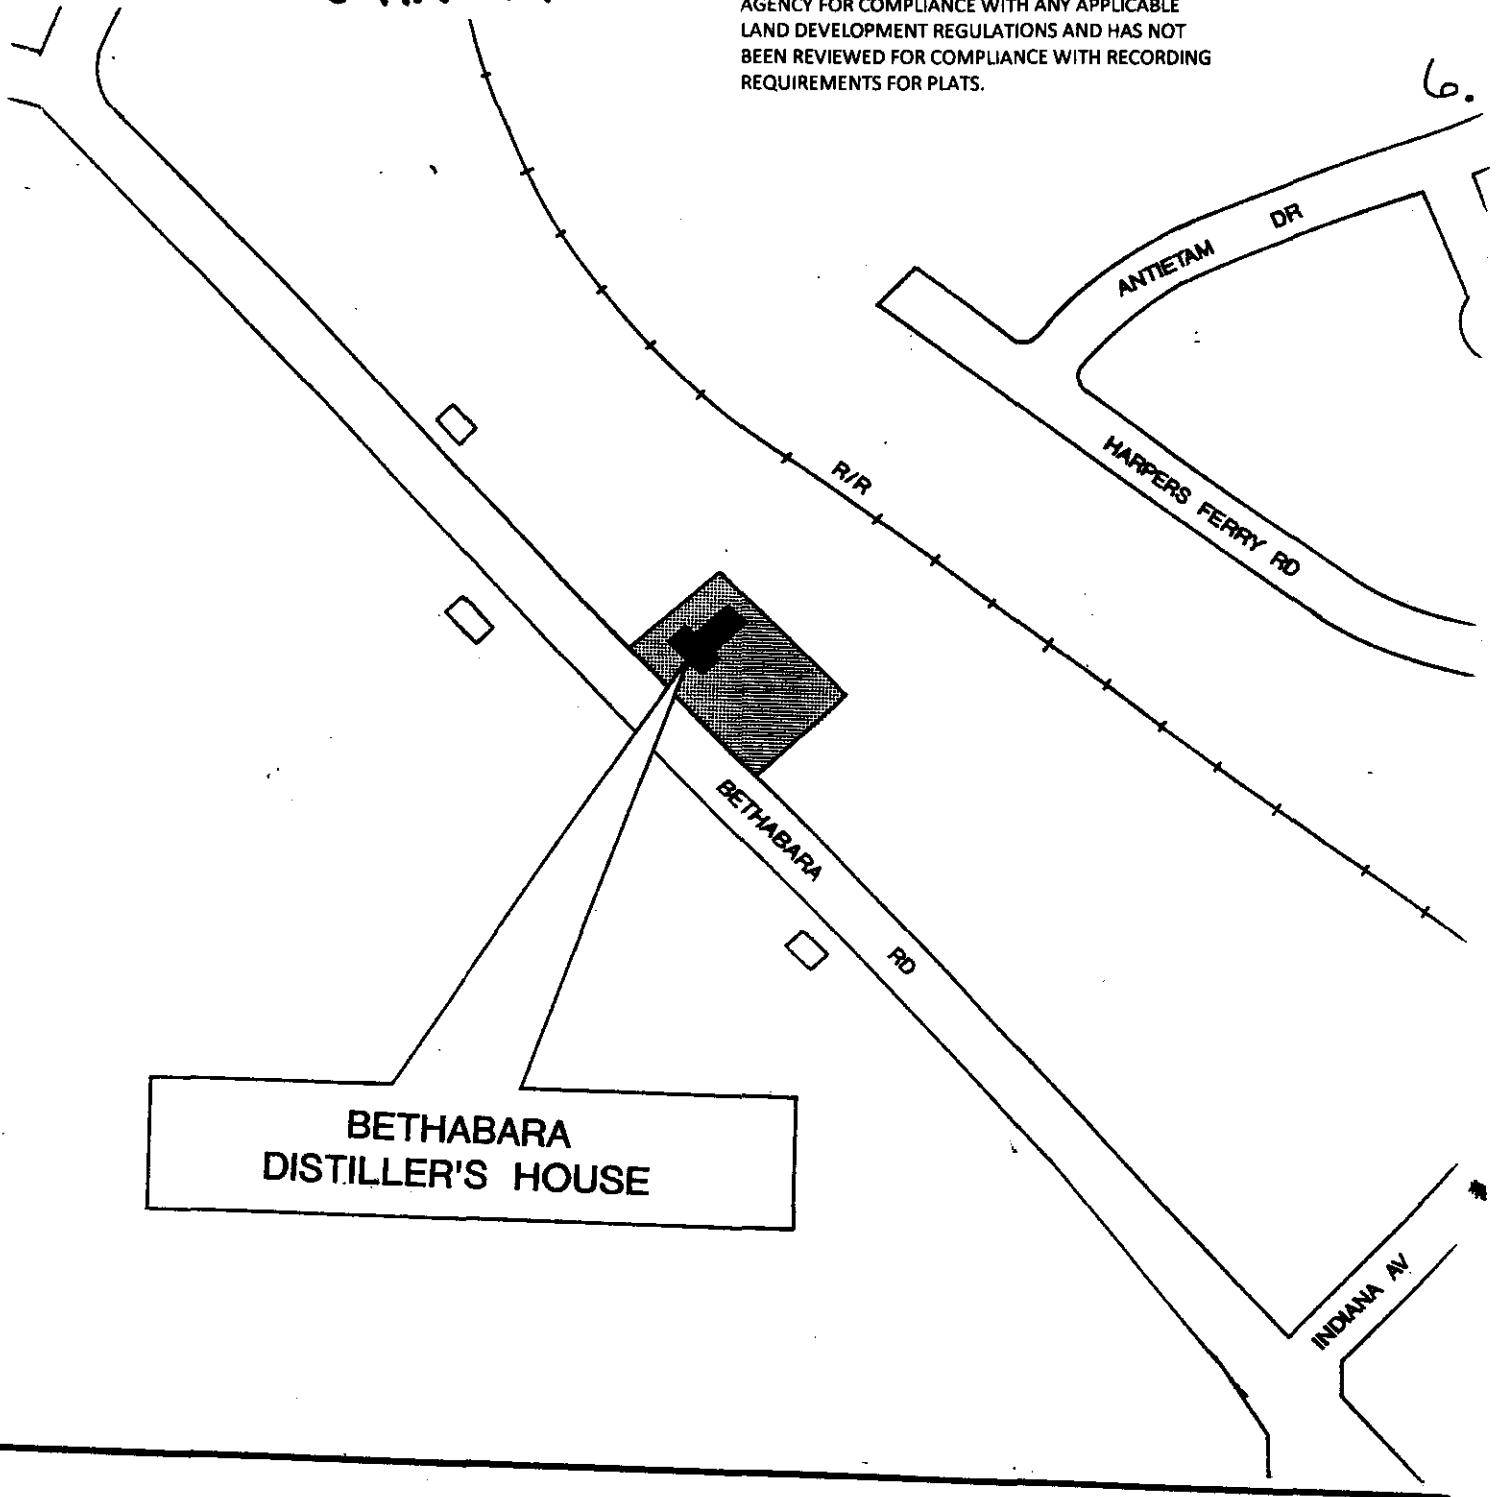 AGENCY FOR COMPLIANCE WITH ANY APPLICABLE
LAND DEVELOPMENT REGULATIONS AND HAS NOT
BEEN REVIEWED FOR COMPLIANCE WITH RECORDING
REQUIREMENTS FOR PLATS.
6.
ANTIETAM DR
HARPERS FERRY RD
R/R
BETHABARA RD
BETHABARA
DISTILLER'S HOUSE
INDIANA AV